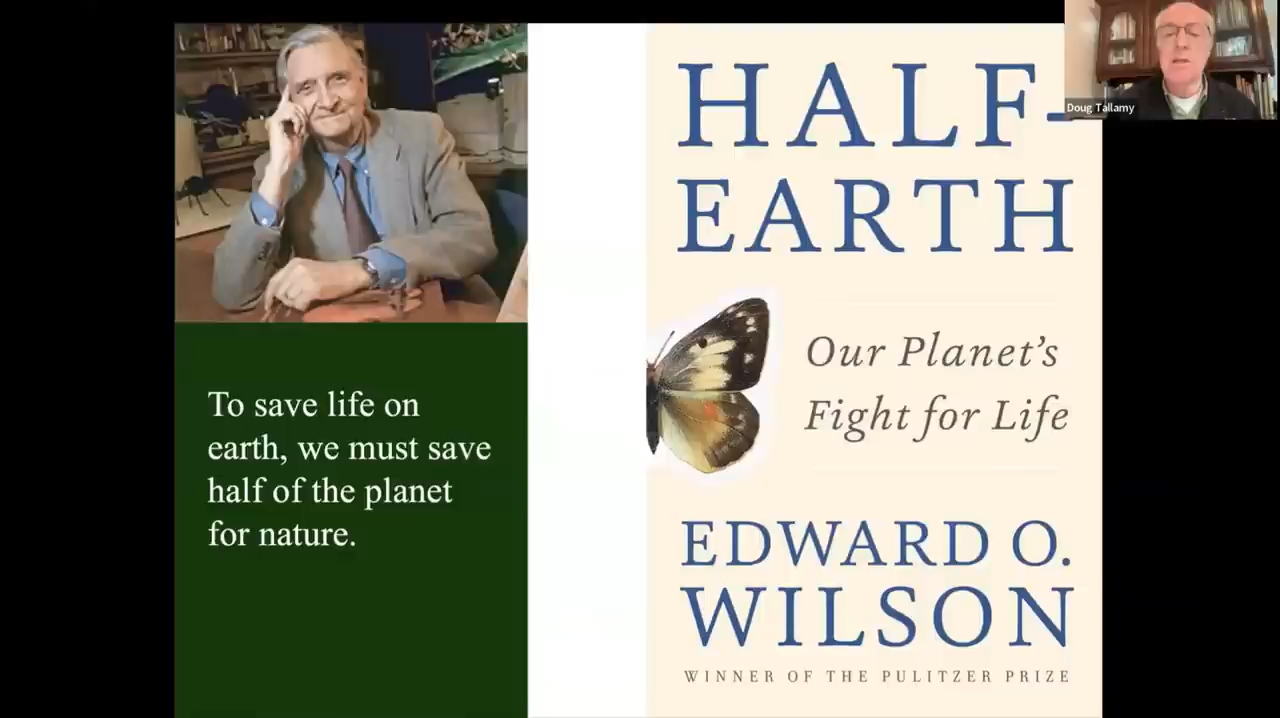 To save life on
earth, we must save
half of the planet
for nature.
HALF-
EARTH
Our Planet’s
Fight for Life
EDWARD O.
WILSON
WINNER OF THE PULITZER PRIZE
Doug Tallamy